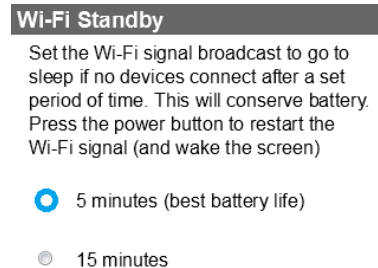 Wi-Fi Standby
Set the Wi-Fi signal broadcast to go to
sleep if no devices connect after a set
period of time. This will conserve battery.
Press the power button to restart the
Wi-Fi signal (and wake the screen)
5 minutes (best battery life)
15 minutes